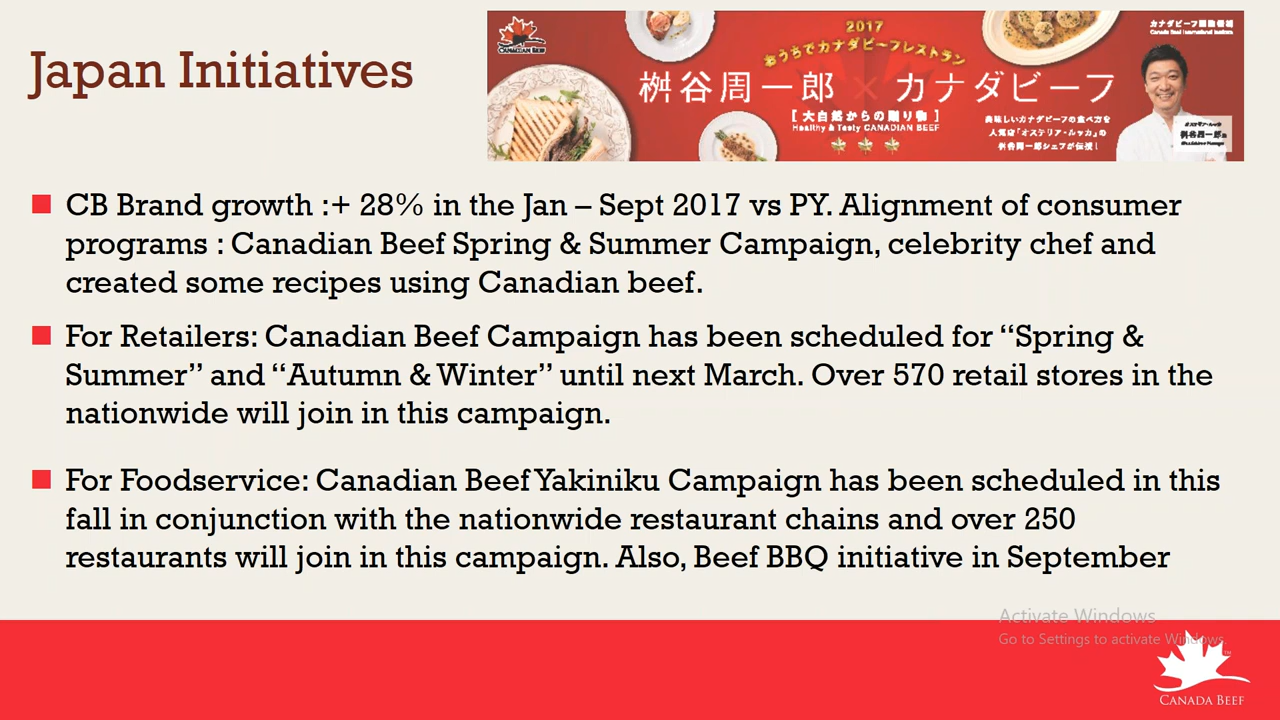 Japan Initiatives
CANADIAN BEEF
2017
おうちでカナダビーフレストラン
桝谷周一郎 × カナダビーフ
[ 大自然からの贈り物 ]
Healthy & Tasty CANADIAN BEEF
カナダビーフ国際機構
Canada Beef International Institute
美味しいカナダビーフの食べ方を
人気店『オステリア・ルッカ』の
桝谷周一郎シェフが伝授！
CB Brand growth :+ 28% in the Jan – Sept 2017 vs PY. Alignment of consumer
programs : Canadian Beef Spring & Summer Campaign, celebrity chef and
created some recipes using Canadian beef.
For Retailers: Canadian Beef Campaign has been scheduled for “Spring &
Summer” and “Autumn & Winter” until next March. Over 570 retail stores in the
nationwide will join in this campaign.
For Foodservice: Canadian Beef Yakiniku Campaign has been scheduled in this
fall in conjunction with the nationwide restaurant chains and over 250
restaurants will join in this campaign. Also, Beef BBQ initiative in September
Activate Windows
Go to Settings to activate Windows.
CANADA BEEF